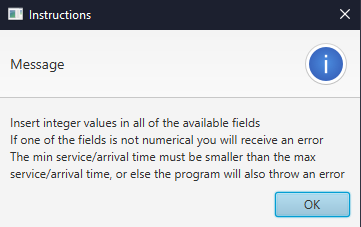 Instructions
Message
Insert integer values in all of the available fields
If one of the fields is not numerical you will receive an error
The min service/arrival time must be smaller than the max
service/arrival time, or else the program will also throw an error
OK